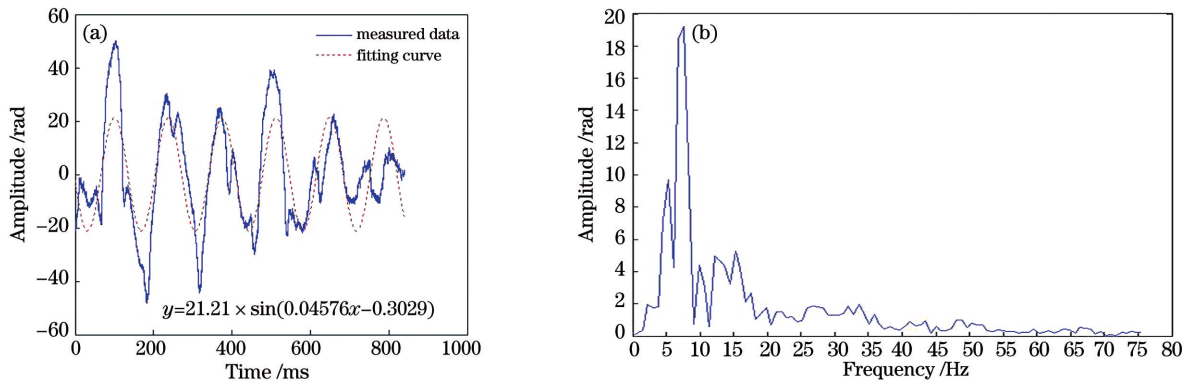 (a)
measured data
fitting curve
60
40
20
0
−20
−40
−60
Amplitude /rad
y=21.21 × sin(0.04576x−0.3029)
0 200 400 600 800 1000
Time /ms
(b)
20
18
16
14
12
10
8
6
4
2
0
Amplitude /rad
0 5 10 15 20 25 30 35 40 45 50 55 60 65 70 75 80
Frequency /Hz